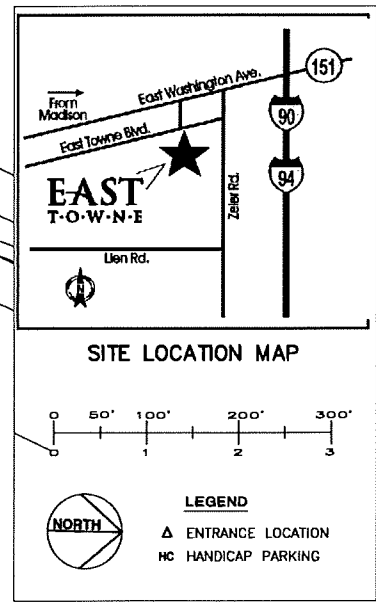 151
East Washington Ave.
From
Madison
90
East Towne Blvd.
94
EAST
T·O·W·N·E
Zeier Rd.
Lien Rd.
N
SITE LOCATION MAP
0 50' 100' 200' 300'
0 1 2 3
LEGEND
NORTH
Δ ENTRANCE LOCATION
HC HANDICAP PARKING